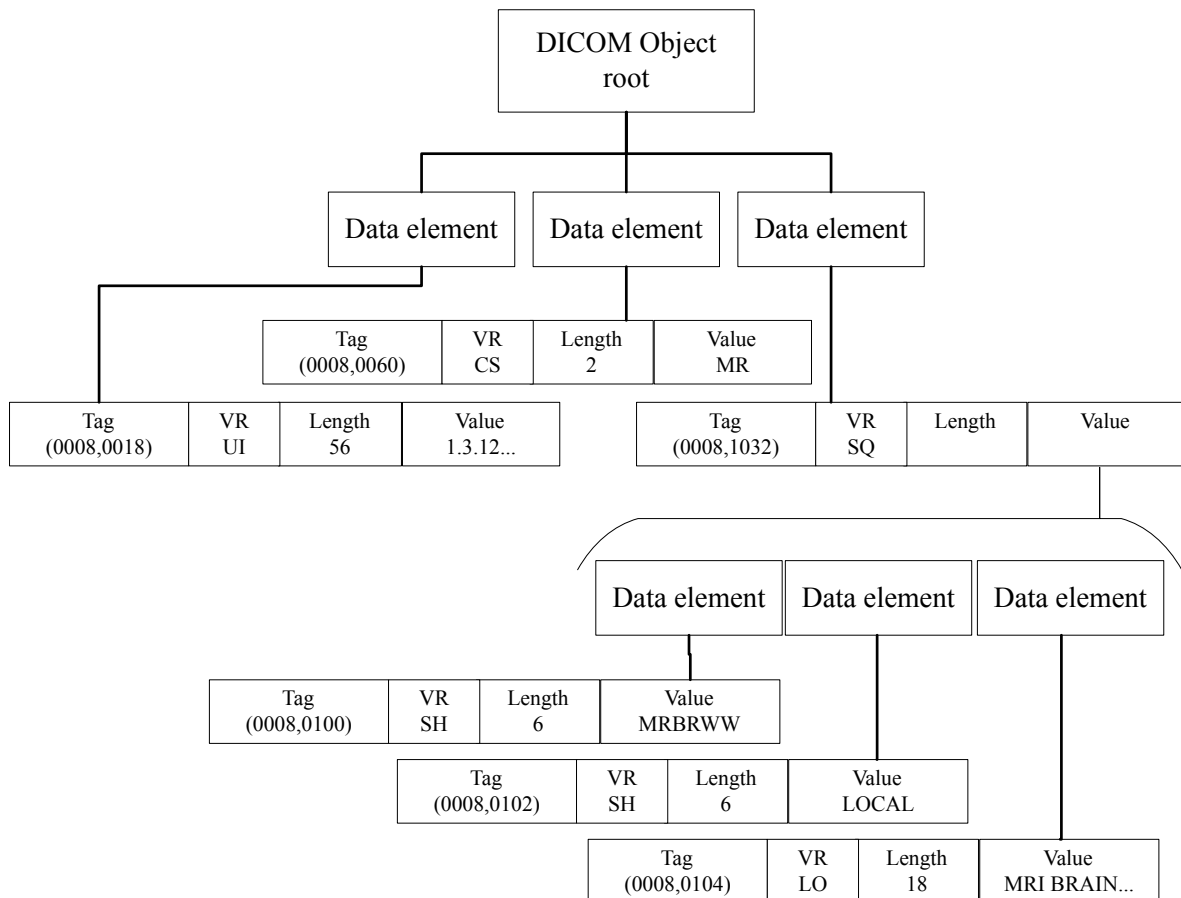 DICOM Object
root
Data element
Data element
Data element
Tag
(0008,0060)
VR
CS
Length
2
Value
MR
Tag
(0008,0018)
VR
UI
Length
56
Value
1.3.12...
Tag
(0008,1032)
VR
SQ
Length
Value
Data element
Data element
Data element
Tag
(0008,0100)
VR
SH
Length
6
Value
MRBRWW
Tag
(0008,0102)
VR
SH
Length
6
Value
LOCAL
Tag
(0008,0104)
VR
LO
Length
18
Value
MRI BRAIN...